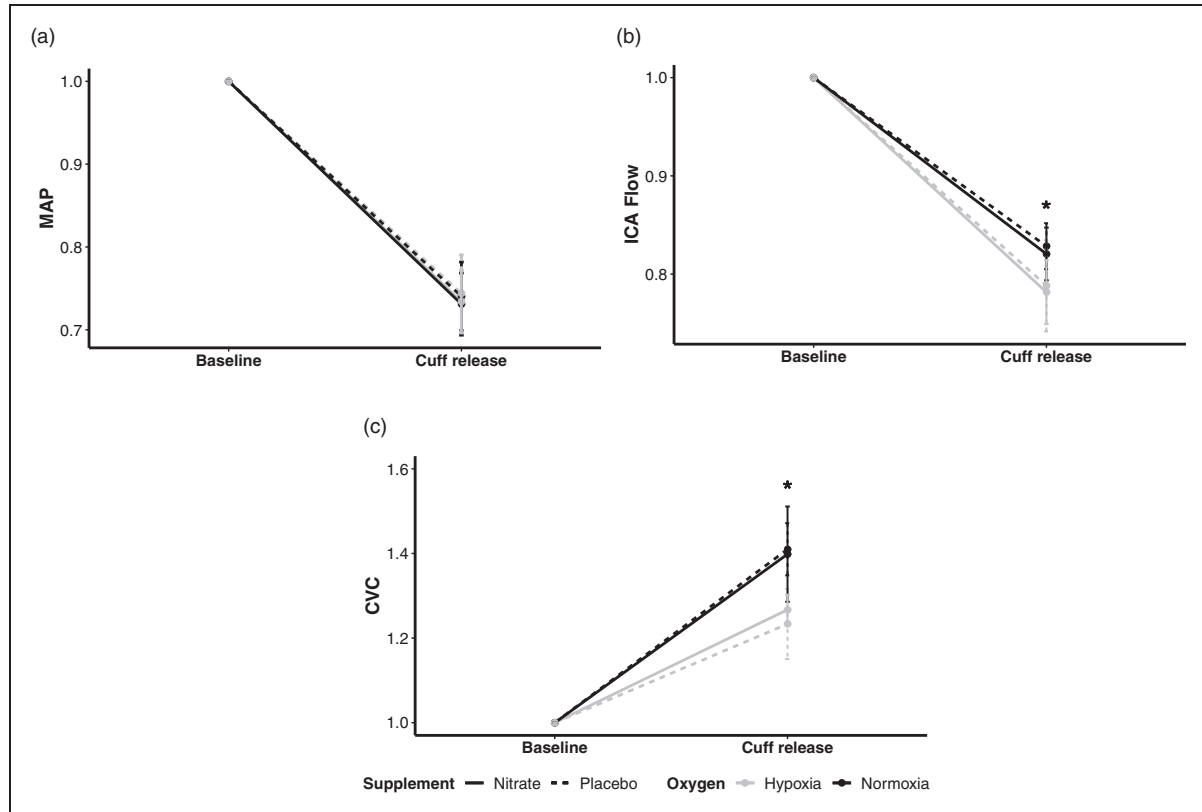 (a)
1.0
0.9
0.8
0.7
MAP
Baseline Cuff release
(b)
1.0
0.9
0.8
ICA Flow
*
Baseline Cuff release
(c)
1.6
1.4
1.2
1.0
CVC
*
Baseline Cuff release
Supplement Nitrate Placebo Oxygen Hypoxia Normoxia